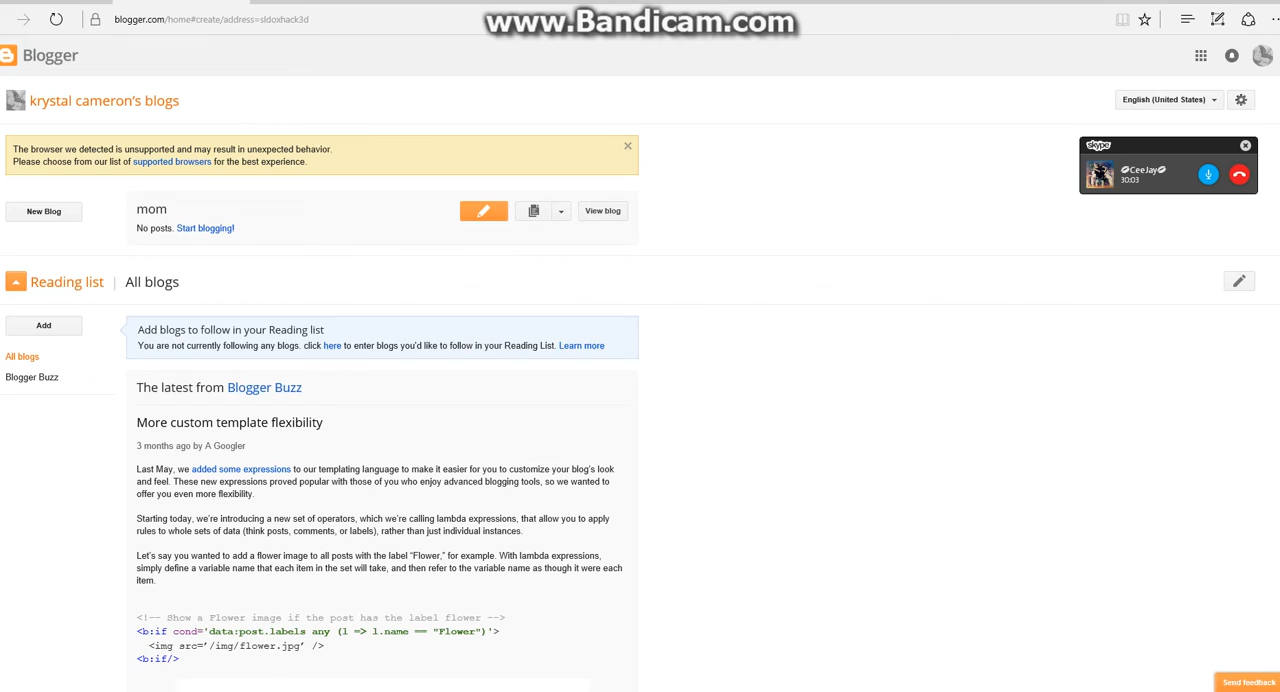 www.Bandicam.com
blogger.com/home#create/address=sldoxhack3d
Blogger
krystal cameron's blogs
English (United States)
The browser we detected is unsupported and may result in unexpected behavior.
Please choose from our list of supported browsers for the best experience.
skype
CeeJay
30:03
New Blog
mom
View blog
No posts. Start blogging!
Reading list
All blogs
Add
Add blogs to follow in your Reading list
You are not currently following any blogs. click here to enter blogs you'd like to follow in your Reading List. Learn more
All blogs
Blogger Buzz
The latest from Blogger Buzz
More custom template flexibility
3 months ago by A Googler
Last May, we added some expressions to our templating language to make it easier for you to customize your blog's look
and feel. These new expressions proved popular with those of you who enjoy advanced blogging tools, so we wanted to
offer you even more flexibility.
Starting today, we're introducing a new set of operators, which we're calling lambda expressions, that allow you to apply
rules to whole sets of data (think posts, comments, or labels), rather than just individual instances.
Let's say you wanted to add a flower image to all posts with the label "Flower," for example. With lambda expressions,
simply define a variable name that each item in the set will take, and then refer to the variable name as though it were each
item.
<!-- Show a Flower image if the post has the label flower -->
<b:if cond='data:post.labels any (l => l.name == "Flower")'>
<img src='/img/flower.jpg' />
<b:if/>
Send feedback